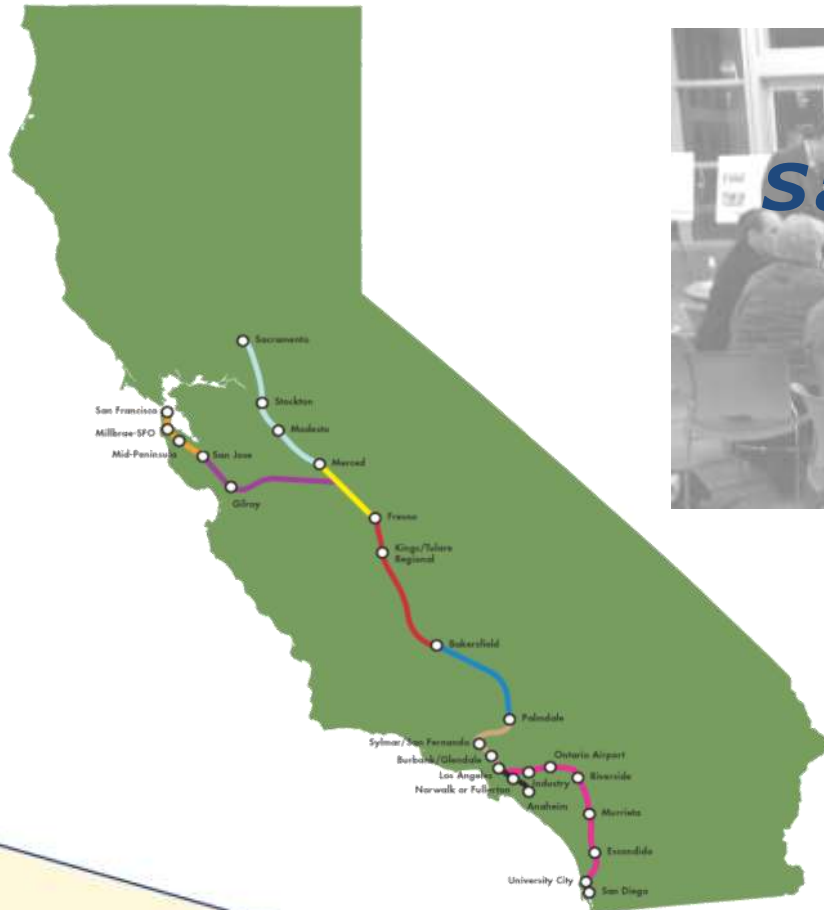 Sacramento
Stockton
San Francisco
Modesto
Millbrae-SFO
Mid-Peninsula
San Jose
Merced
Gilroy
Fresno
Kings/Tulare
Regional
Bakersfield
Palmdale
Sylmar/San Fernando
Ontario Airport
Burbank/Glendale
Los Angeles
Riverside
Industry
Norwalk or Fullerton
Anaheim
Murrieta
Escondido
University City
San Diego